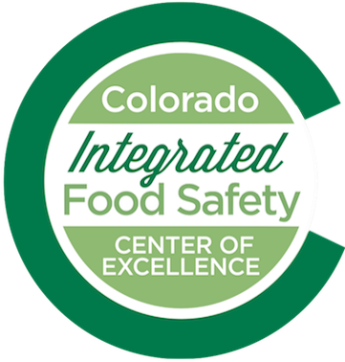 Colorado
Integrated
Food Safety
CENTER OF
EXCELLENCE